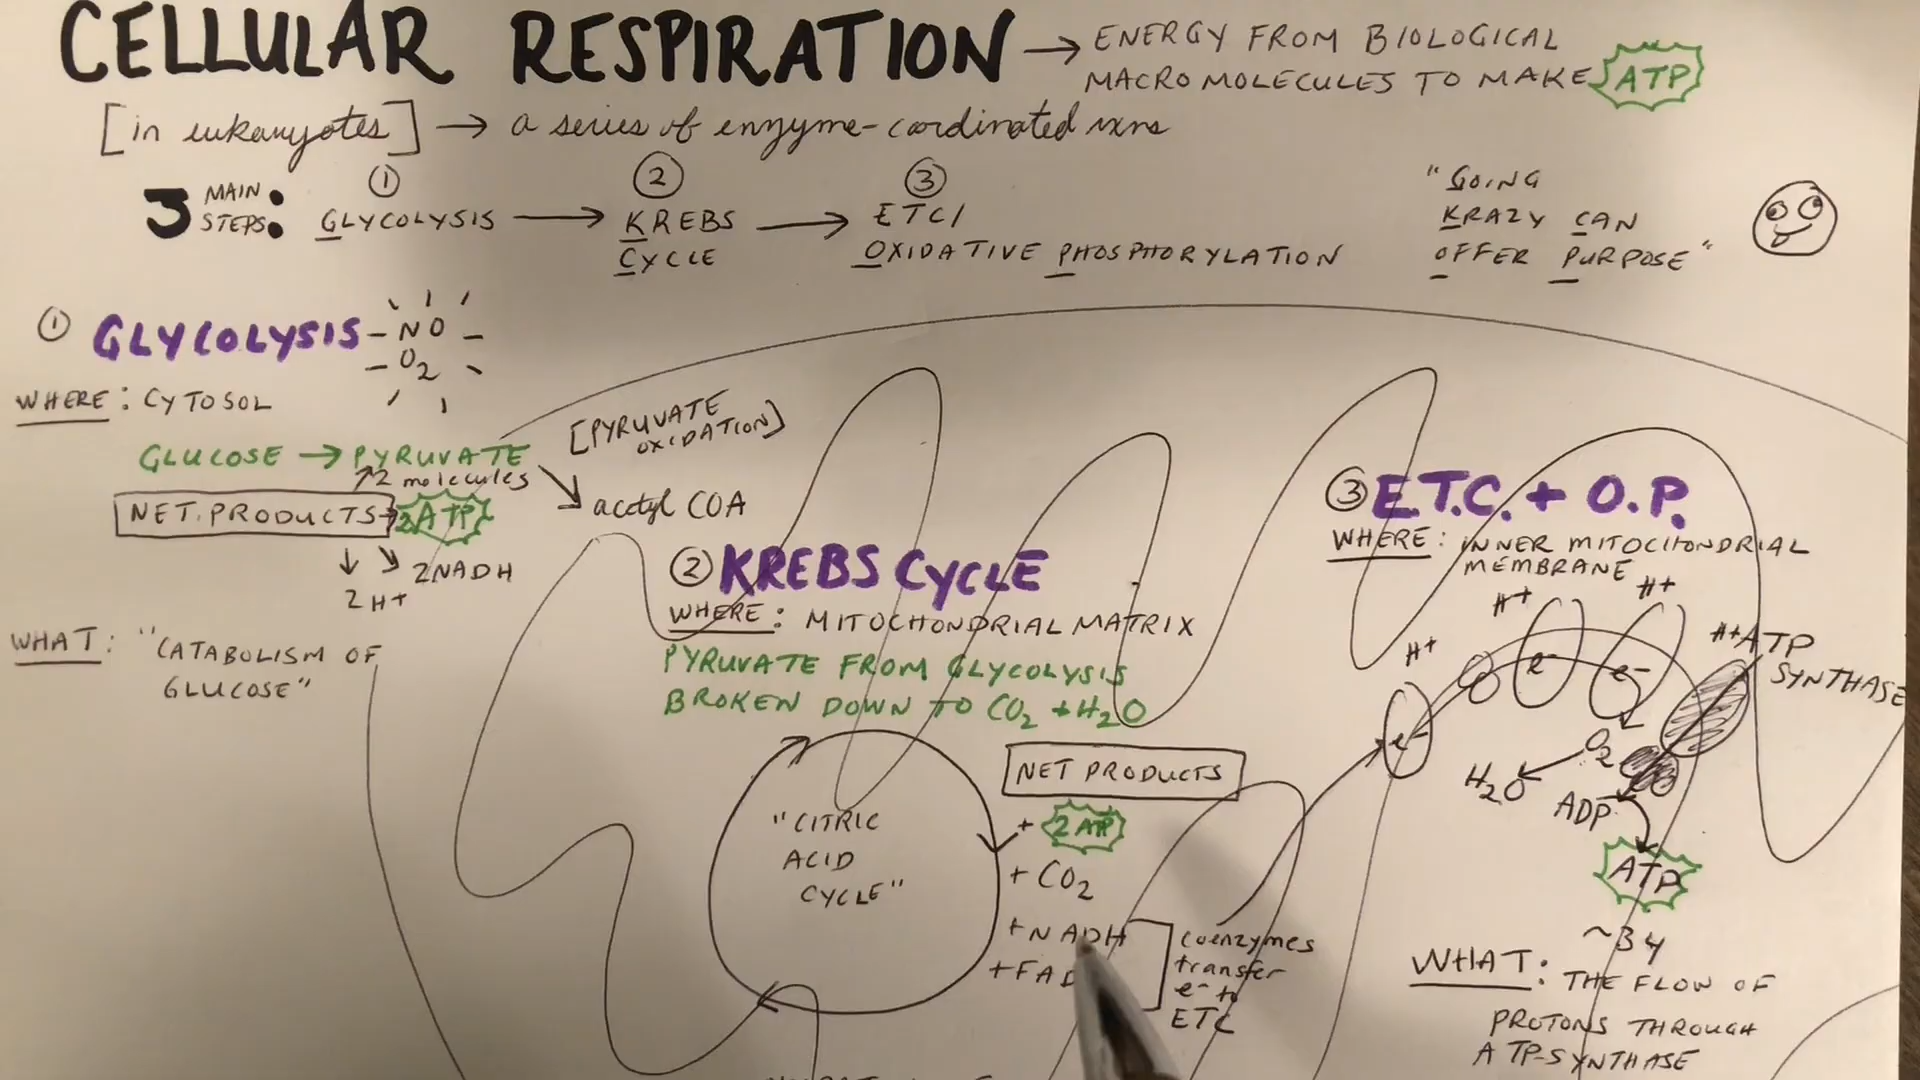 CELLULAR RESPIRATION → ENERGY FROM BIOLOGICAL
MACROMOLECULES TO MAKE ATP
[in eukaryotes] → a series of enzyme-coordinated rxns
3 MAIN STEPS:
① GLYCOLYSIS →
② KREBS CYCLE →
③ ETC/
OXIDATIVE PHOSPHORYLATION
"GOING
KRAZY CAN
OFFER PURPOSE"
① GLYCOLYSIS
NO
O2
WHERE: CYTOSOL
GLUCOSE → PYRUVATE
2 molecules
NET PRODUCTS → 2ATP
2NADH
2H+
WHAT: "CATABOLISM OF
GLUCOSE"
[PYRUVATE
OXIDATION]
acetyl COA
② KREBS CYCLE
WHERE: MITOCHONDRIAL MATRIX
PYRUVATE FROM GLYCOLYSIS
BROKEN DOWN TO CO2 + H2O
"CITRIC
ACID
CYCLE"
NET PRODUCTS
+ 2 ATP
+ CO2
+ NADH
+ FAD
coenzymes
transfer
e- to
ETC
③ E.T.C. + O.P.
WHERE: INNER MITOCHONDRIAL
MEMBRANE
H+
H+
H+
H+
ATP
SYNTHASE
e-
e-
e-
O2
H2O
ADP
ATP
~34
WHAT: THE FLOW OF
PROTONS THROUGH
ATP-SYNTHASE